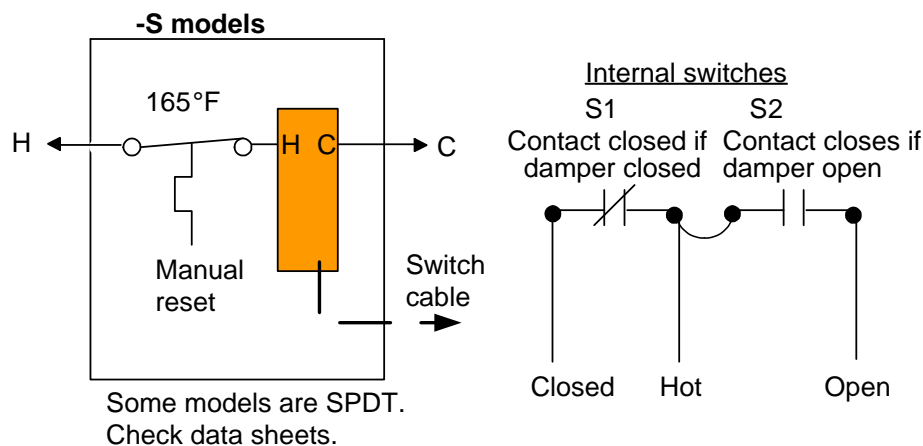 -S models
165°F
H
H C
C
Manual
reset
Switch
cable
Some models are SPDT.
Check data sheets.
Internal switches
S1
Contact closed if
damper closed
S2
Contact closes if
damper open
Closed
Hot
Open